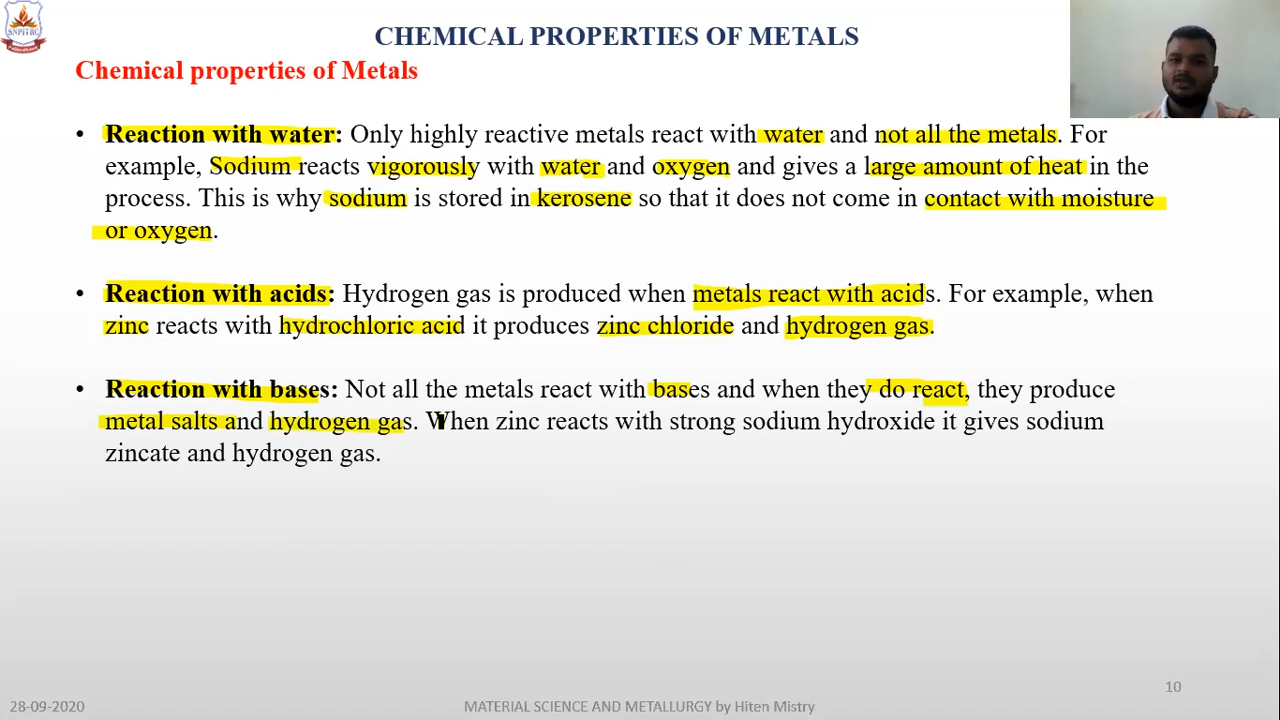 SNPITRC
CHEMICAL PROPERTIES OF METALS
Chemical properties of Metals
• Reaction with water: Only highly reactive metals react with water and not all the metals. For
example, Sodium reacts vigorously with water and oxygen and gives a large amount of heat in the
process. This is why sodium is stored in kerosene so that it does not come in contact with moisture
or oxygen.
• Reaction with acids: Hydrogen gas is produced when metals react with acids. For example, when
zinc reacts with hydrochloric acid it produces zinc chloride and hydrogen gas.
• Reaction with bases: Not all the metals react with bases and when they do react, they produce
metal salts and hydrogen gas. When zinc reacts with strong sodium hydroxide it gives sodium
zincate and hydrogen gas.
10
28-09-2020
MATERIAL SCIENCE AND METALLURGY by Hiten Mistry